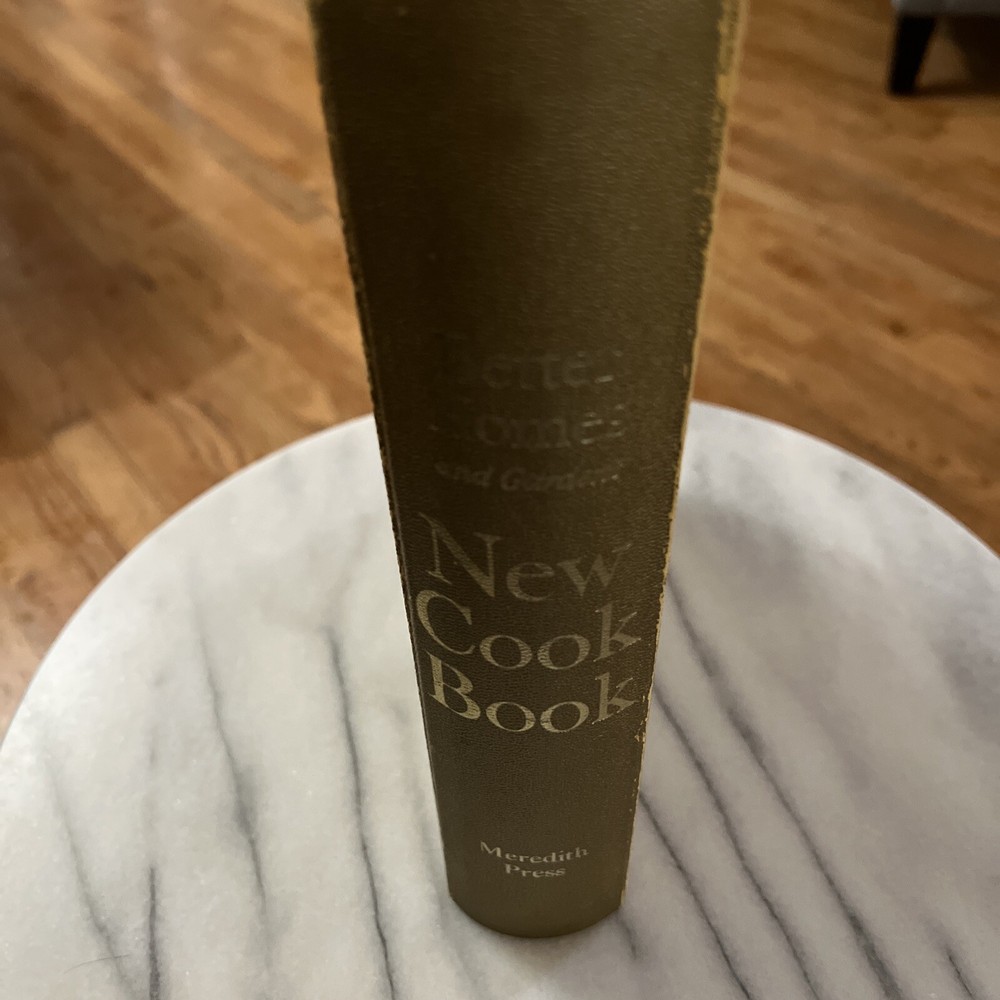 Better
Homes
and Gardens
New
Cook
Book
Meredith
Press